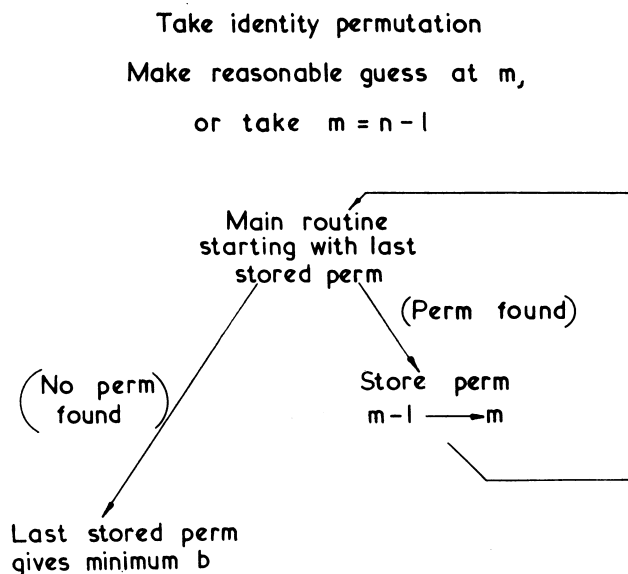 Take identity permutation
Make reasonable guess at m,
or take m = n - 1
Main routine
starting with last
stored perm
(Perm found)
(No perm
found)
Store perm
m - 1 → m
Last stored perm
gives minimum b